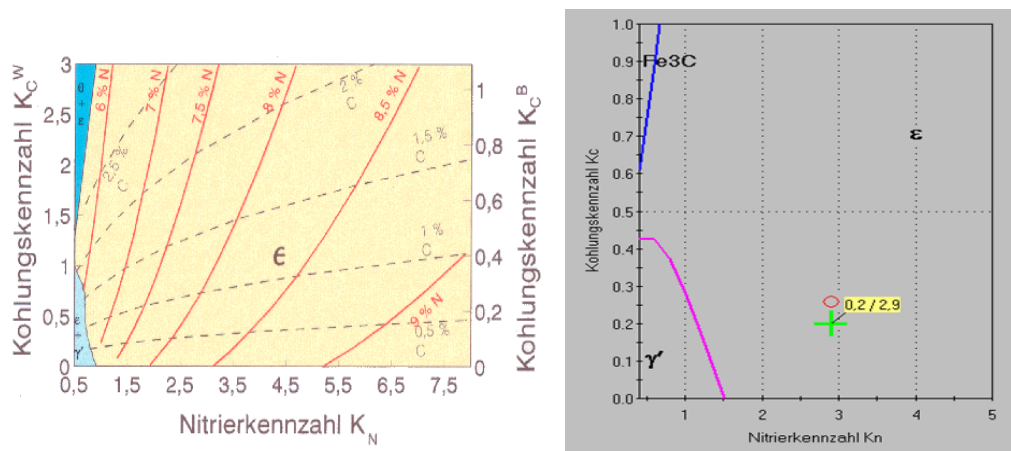 Kohlungskennzahl K_C^W
3
2,5
2
1,5
1
0,5
0
θ
+
ε
6 % N
7 % N
7,5 % N
8 % N
8,5 % N
9 % N
2,5 %
C
2 %
C
1,5 %
C
1 %
C
0,5 %
C
ϵ
ε
+
γ'
1
0,8
0,6
0,4
0,2
0
Kohlungskennzahl K_C^B
0,5 1,5 2,5 3,5 4,5 5,5 6,5 7,5
Nitrierkennzahl K_N
Kohlungskennzahl Kc
1.0
0.9
0.8
0.7
0.6
0.5
0.4
0.3
0.2
0.1
0.0
Fe3C
ε
0,2 / 2,9
γ'
1 2 3 4 5
Nitrierkennzahl Kn